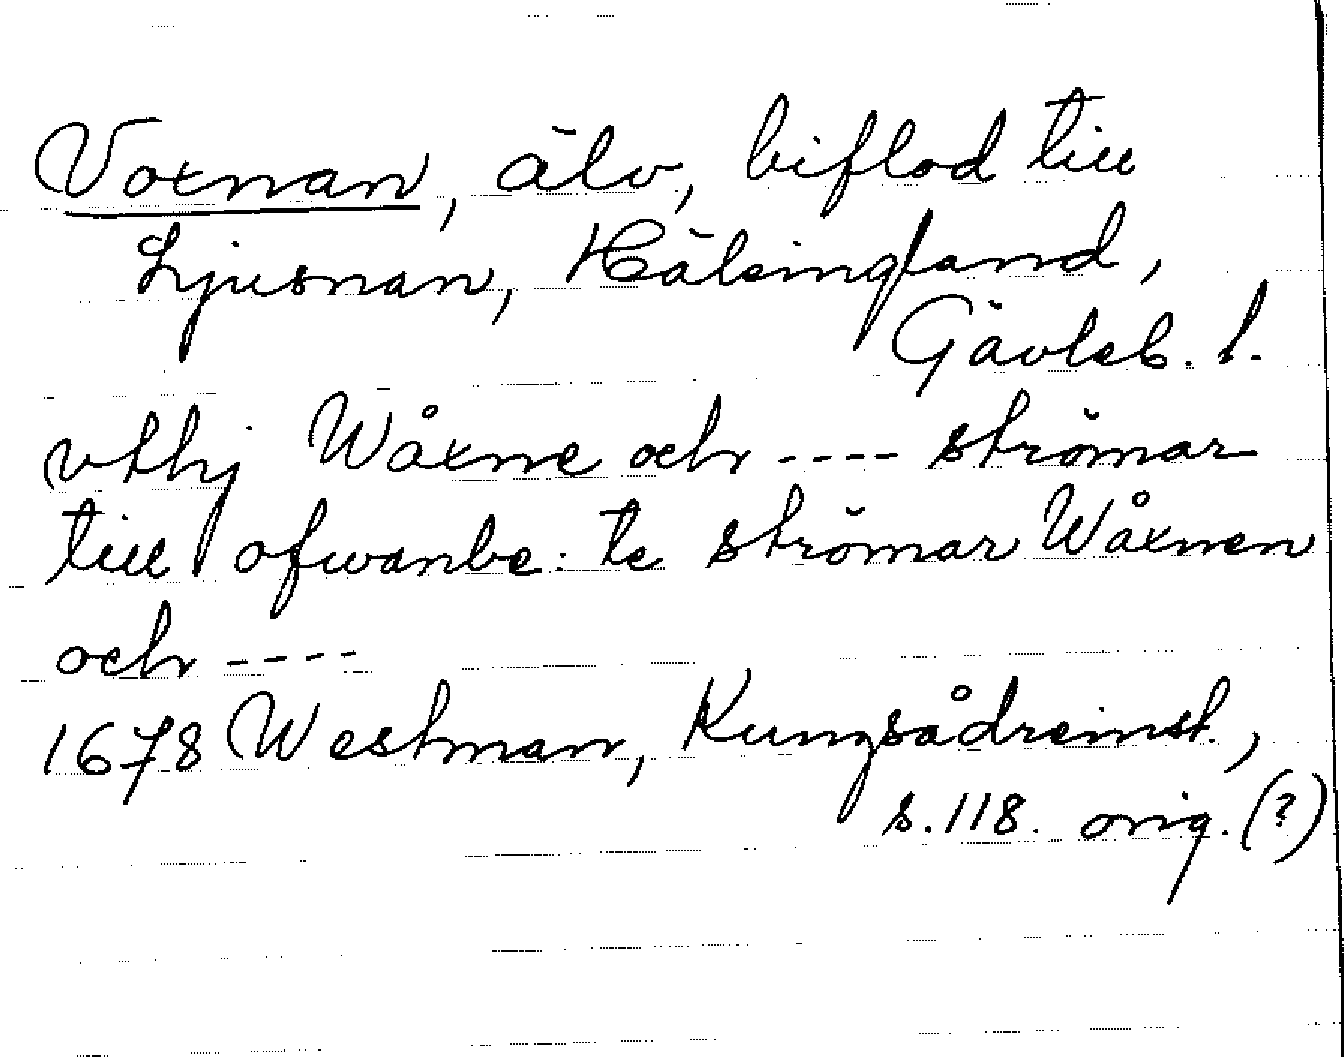 Voxnan, älv, biflod till
Ljusnan, Hälsingland,
Gävleb. l.
vthj Wåxne och ---- strömar
till ofwanbe:te strömar Wåxnen
och ----
1678 Westman, Kungsådreinst.,
s. 118. orig. (?)